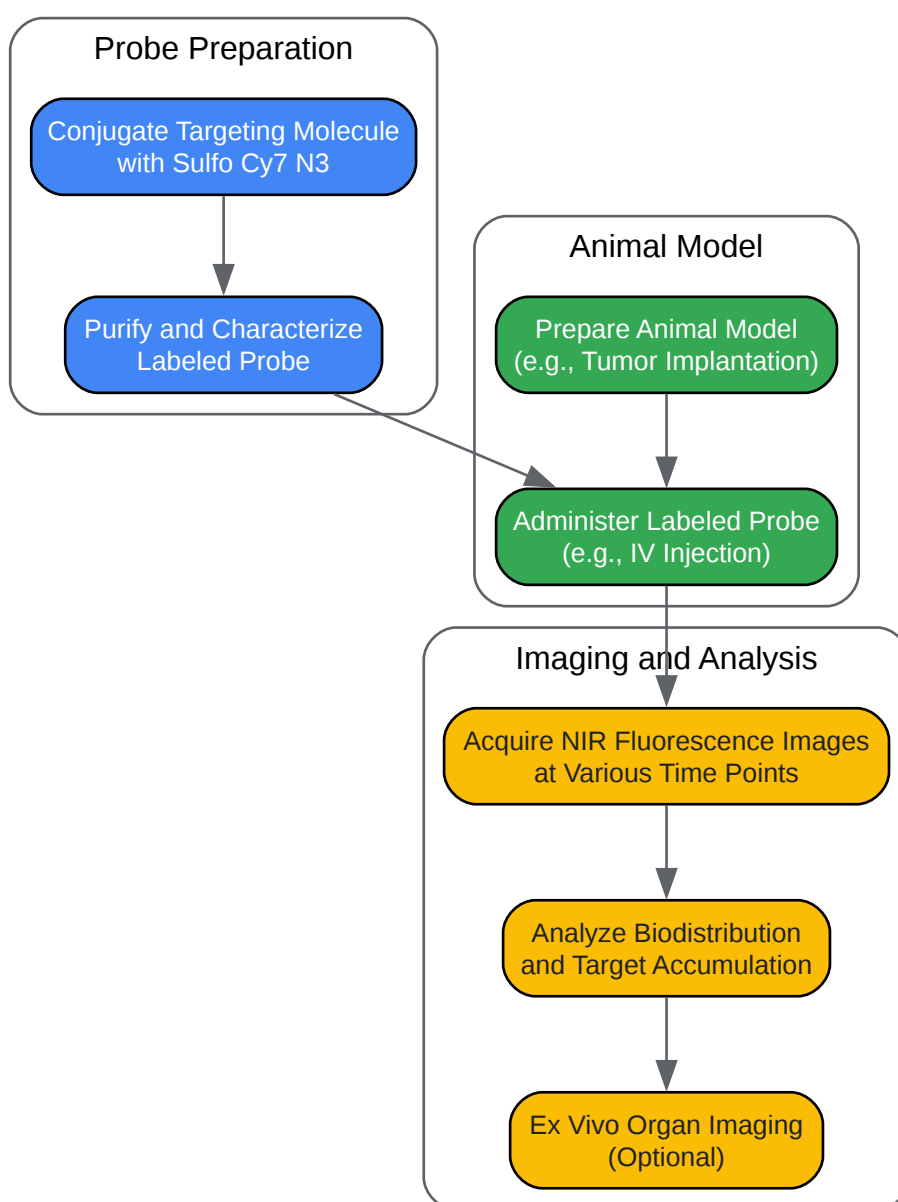 Probe Preparation
Conjugate Targeting Molecule
with Sulfo Cy7 N3
Purify and Characterize
Labeled Probe
Animal Model
Prepare Animal Model
(e.g., Tumor Implantation)
Administer Labeled Probe
(e.g., IV Injection)
Imaging and Analysis
Acquire NIR Fluorescence Images
at Various Time Points
Analyze Biodistribution
and Target Accumulation
Ex Vivo Organ Imaging
(Optional)